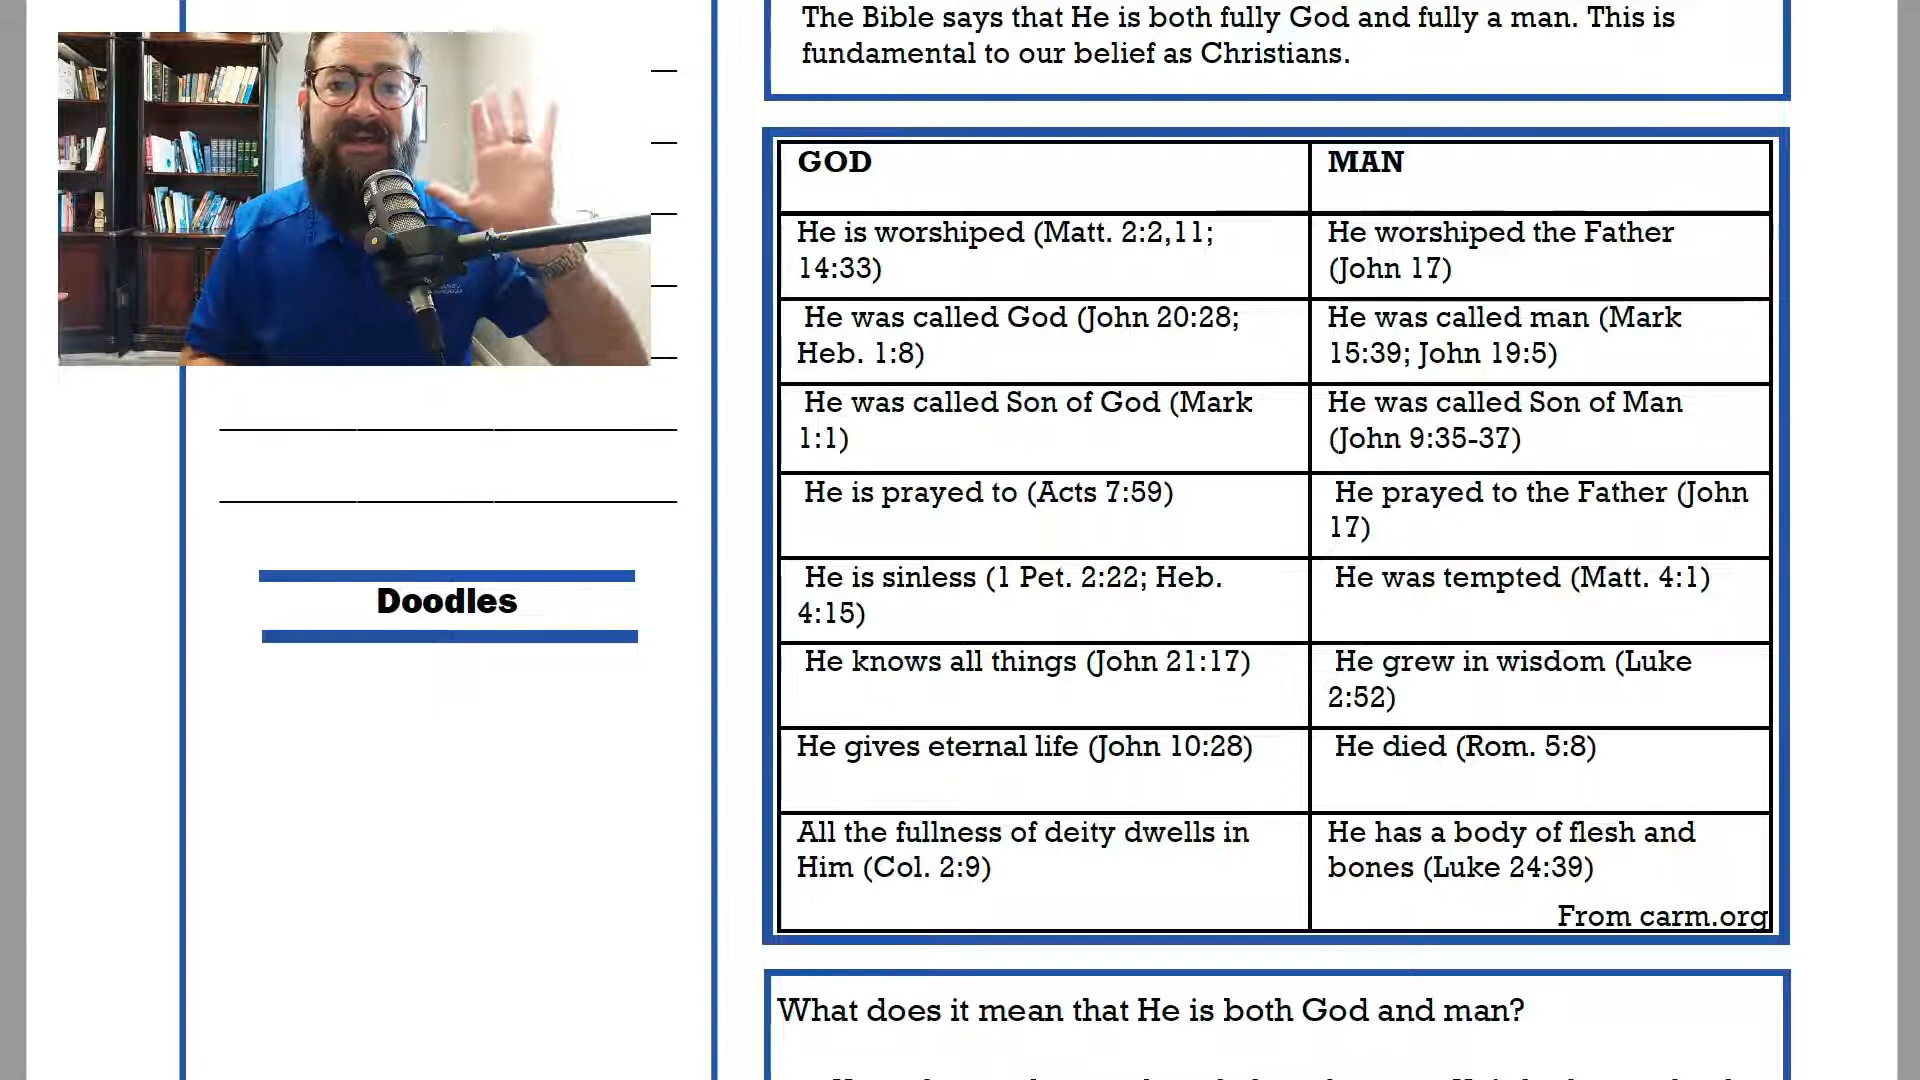 The Bible says that He is both fully God and fully a man. This is
fundamental to our belief as Christians.
GOD
MAN
He is worshiped (Matt. 2:2,11;
14:33)
He worshiped the Father
(John 17)
He was called God (John 20:28;
Heb. 1:8)
He was called man (Mark
15:39; John 19:5)
He was called Son of God (Mark
1:1)
He was called Son of Man
(John 9:35-37)
He is prayed to (Acts 7:59)
He prayed to the Father (John
17)
He is sinless (1 Pet. 2:22; Heb.
4:15)
He was tempted (Matt. 4:1)
He knows all things (John 21:17)
He grew in wisdom (Luke
2:52)
He gives eternal life (John 10:28)
He died (Rom. 5:8)
All the fullness of deity dwells in
Him (Col. 2:9)
He has a body of flesh and
bones (Luke 24:39)
From carm.org
What does it mean that He is both God and man?
Doodles